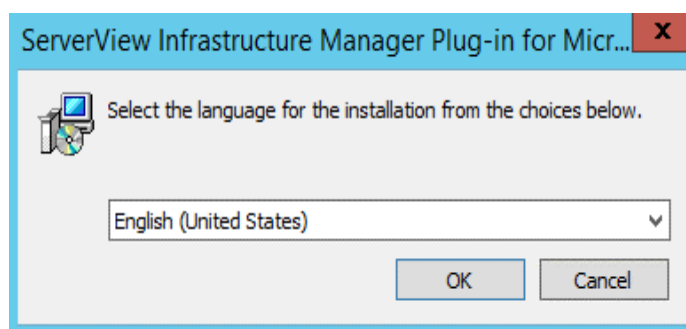 ServerView Infrastructure Manager Plug-in for Micr...
x
Select the language for the installation from the choices below.
English (United States)
OK Cancel